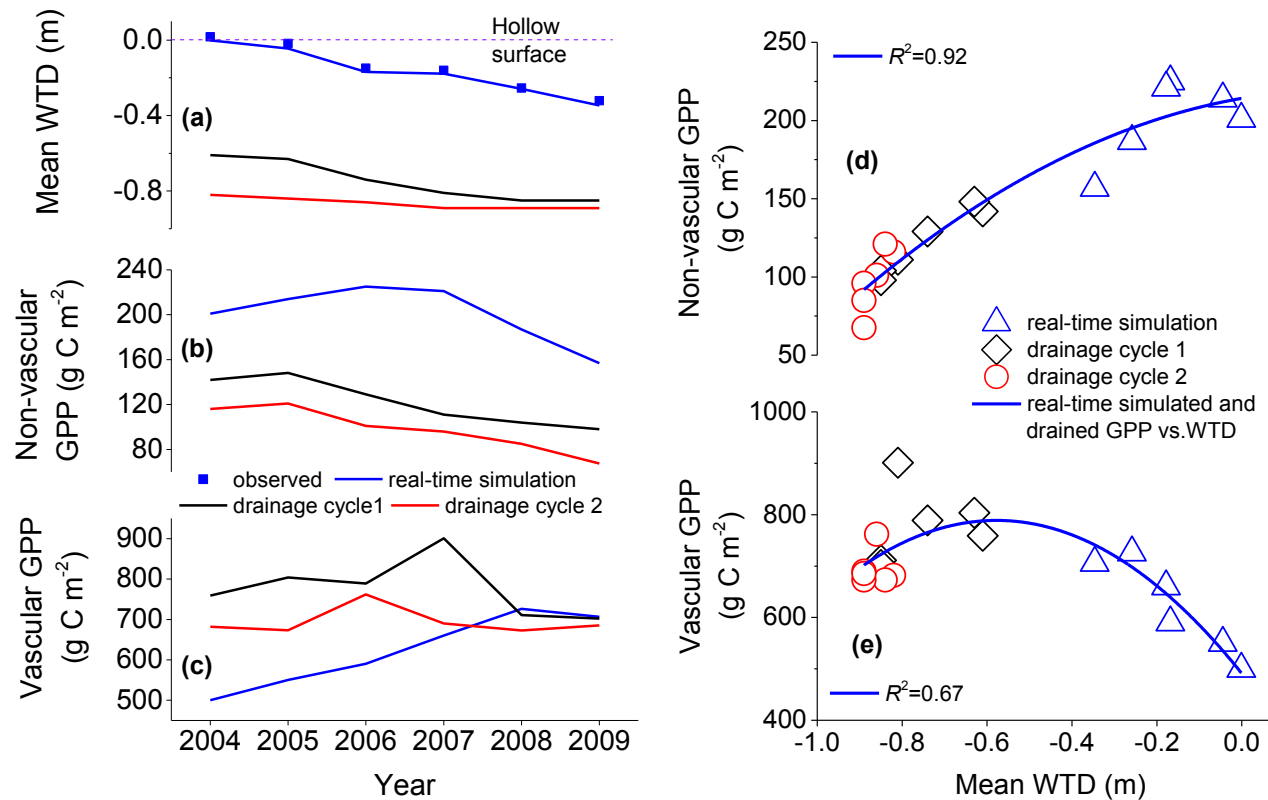 Mean WTD (m)
0.0
-0.4
-0.8
Hollow
surface
(a)
Non-vascular
GPP (g C m-2)
240
200
160
120
80
(b)
observed
real-time simulation
drainage cycle1
drainage cycle 2
Vascular GPP
(g C m-2)
900
800
700
600
500
(c)
2004 2005 2006 2007 2008 2009
Year
Non-vascular GPP
(g C m-2)
250
200
150
100
50
R2=0.92
(d)
real-time simulation
drainage cycle 1
drainage cycle 2
real-time simulated and
drained GPP vs.WTD
Vascular GPP
(g C m-2)
1000
800
600
400
(e)
R2=0.67
-1.0 -0.8 -0.6 -0.4 -0.2 0.0
Mean WTD (m)